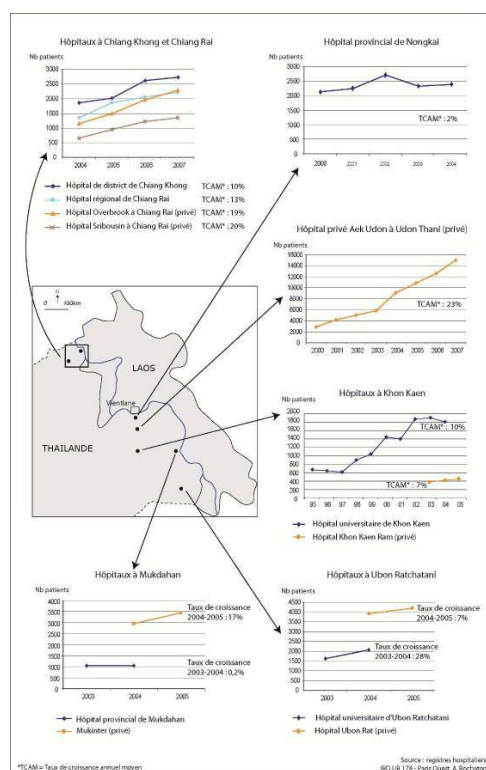 Hôpitaux à Chiang Khong et Chiang Rai
Nb patients
3000
2500
2000
1500
1000
500
0
2004 2005 2006 2007
Hôpital de district de Chiang Khong TCAM* : 10%
Hôpital régional de Chiang Rai TCAM* : 13%
Hôpital Overbrook à Chiang Rai (privé) TCAM* : 19%
Hôpital Sribousin à Chiang Rai (privé) TCAM* : 20%
Hôpital provincial de Nongkai
Nb patients
3000
2500
2000
1500
1000
500
0
TCAM* : 2%
2000 2001 2002 2003 2004
Hôpital privé Aek Udon à Udon Thani (privé)
Nb patients
16000
14000
12000
10000
8000
6000
4000
2000
0
TCAM* : 23%
2000 2001 2002 2003 2004 2005 2006 2007
N
0 100km
LAOS
Vientiane
THAILANDE
Hôpitaux à Khon Kaen
Nb patients
2000
1800
1600
1400
1200
1000
800
600
400
200
0
TCAM* : 10%
TCAM* : 7%
95 96 97 98 99 00 01 02 03 04 05
Hôpital universitaire de Khon Kaen
Hôpital Khon Kaen Ram (privé)
Hôpitaux à Mukdahan
Nb patients
4000
3500
3000
2500
2000
1500
1000
500
0
Taux de croissance
2004-2005 : 17%
Taux de croissance
2003-2004 : 0,2%
2003 2004 2005
Hôpital provincial de Mukdahan
Mukinter (privé)
Hôpitaux à Ubon Ratchatani
Nb patients
4500
4000
3500
3000
2500
2000
1500
1000
500
0
Taux de croissance
2004-2005 : 7%
Taux de croissance
2003-2004 : 28%
2003 2004 2005
Hôpital universitaire d'Ubon Ratchatani
Hôpital Ubon Rat (privé)
*TCAM = Taux de croissance annuel moyen
Source : registres hospitaliers
IRD UR 178 - Paris Ouest, A. Bochaton